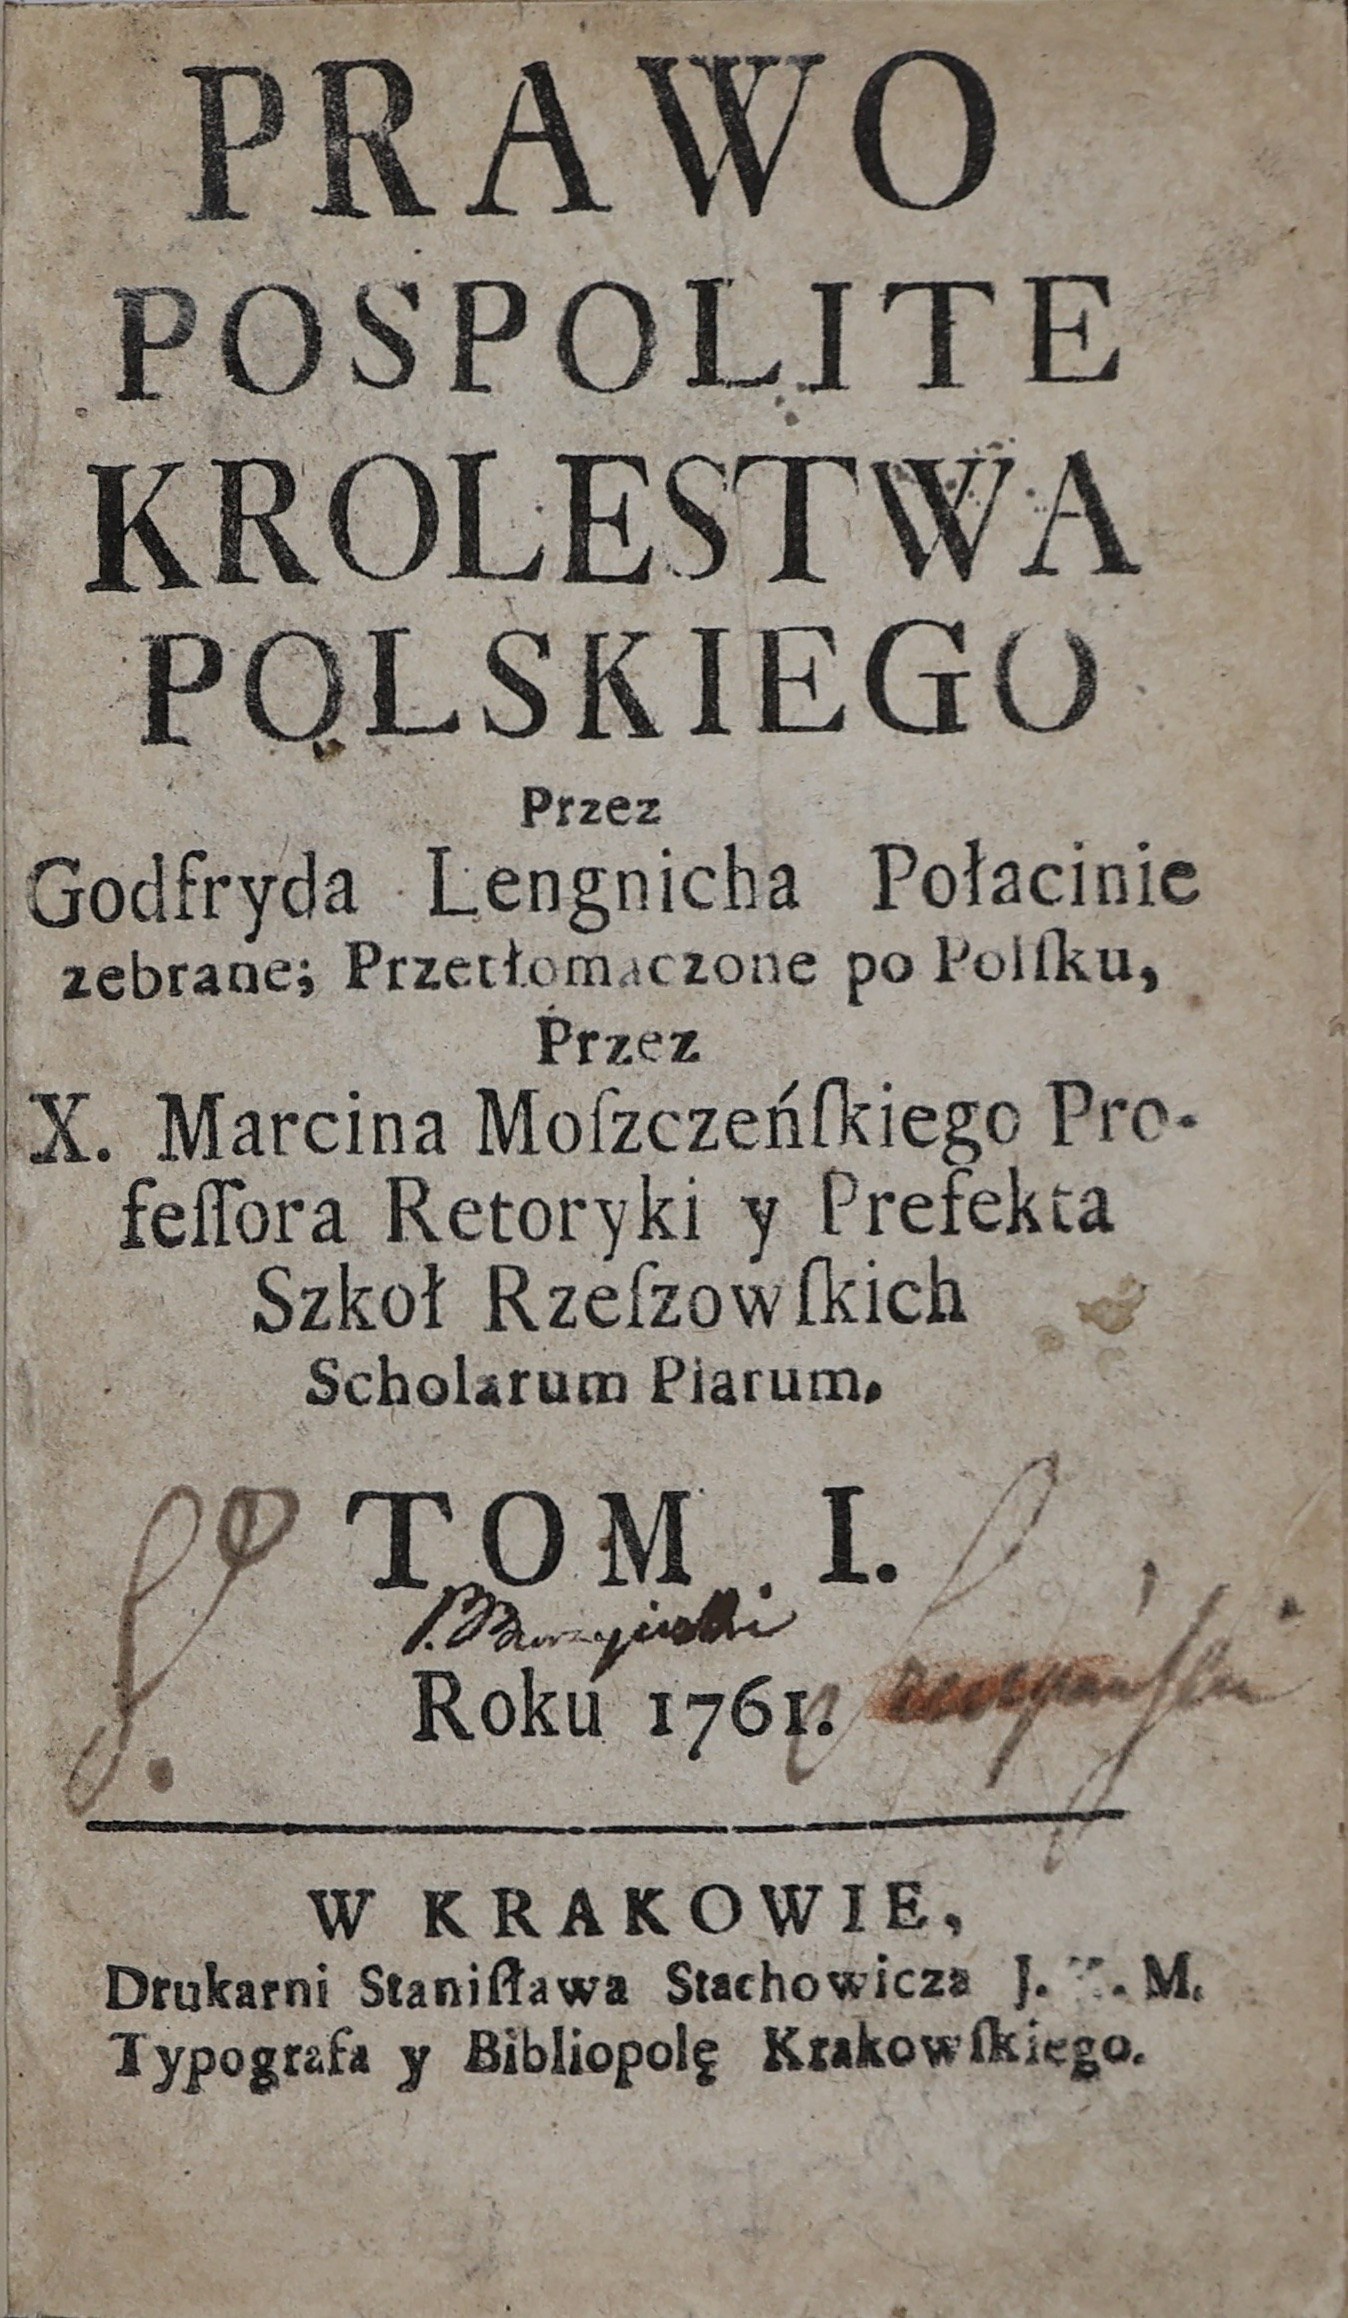 PRAWO
POSPOLITE
KROLESTWA
POLSKIEGO
Przez
Godfryda Lengnicha Połacinie
zebrane; Przetłomaczone po Polſku,
Przez
X. Marcina Moſzczeńſkiego Pro-
feſſora Retoryki y Prefekta
Szkoł Rzeſzowſkich
Scholarum Piarum.
TOM I.
Roku 1761.
W KRAKOWIE,
Drukarni Staniſława Stachowicza J. K. M.
Typografa y Bibliopolę Krakowſkiego.